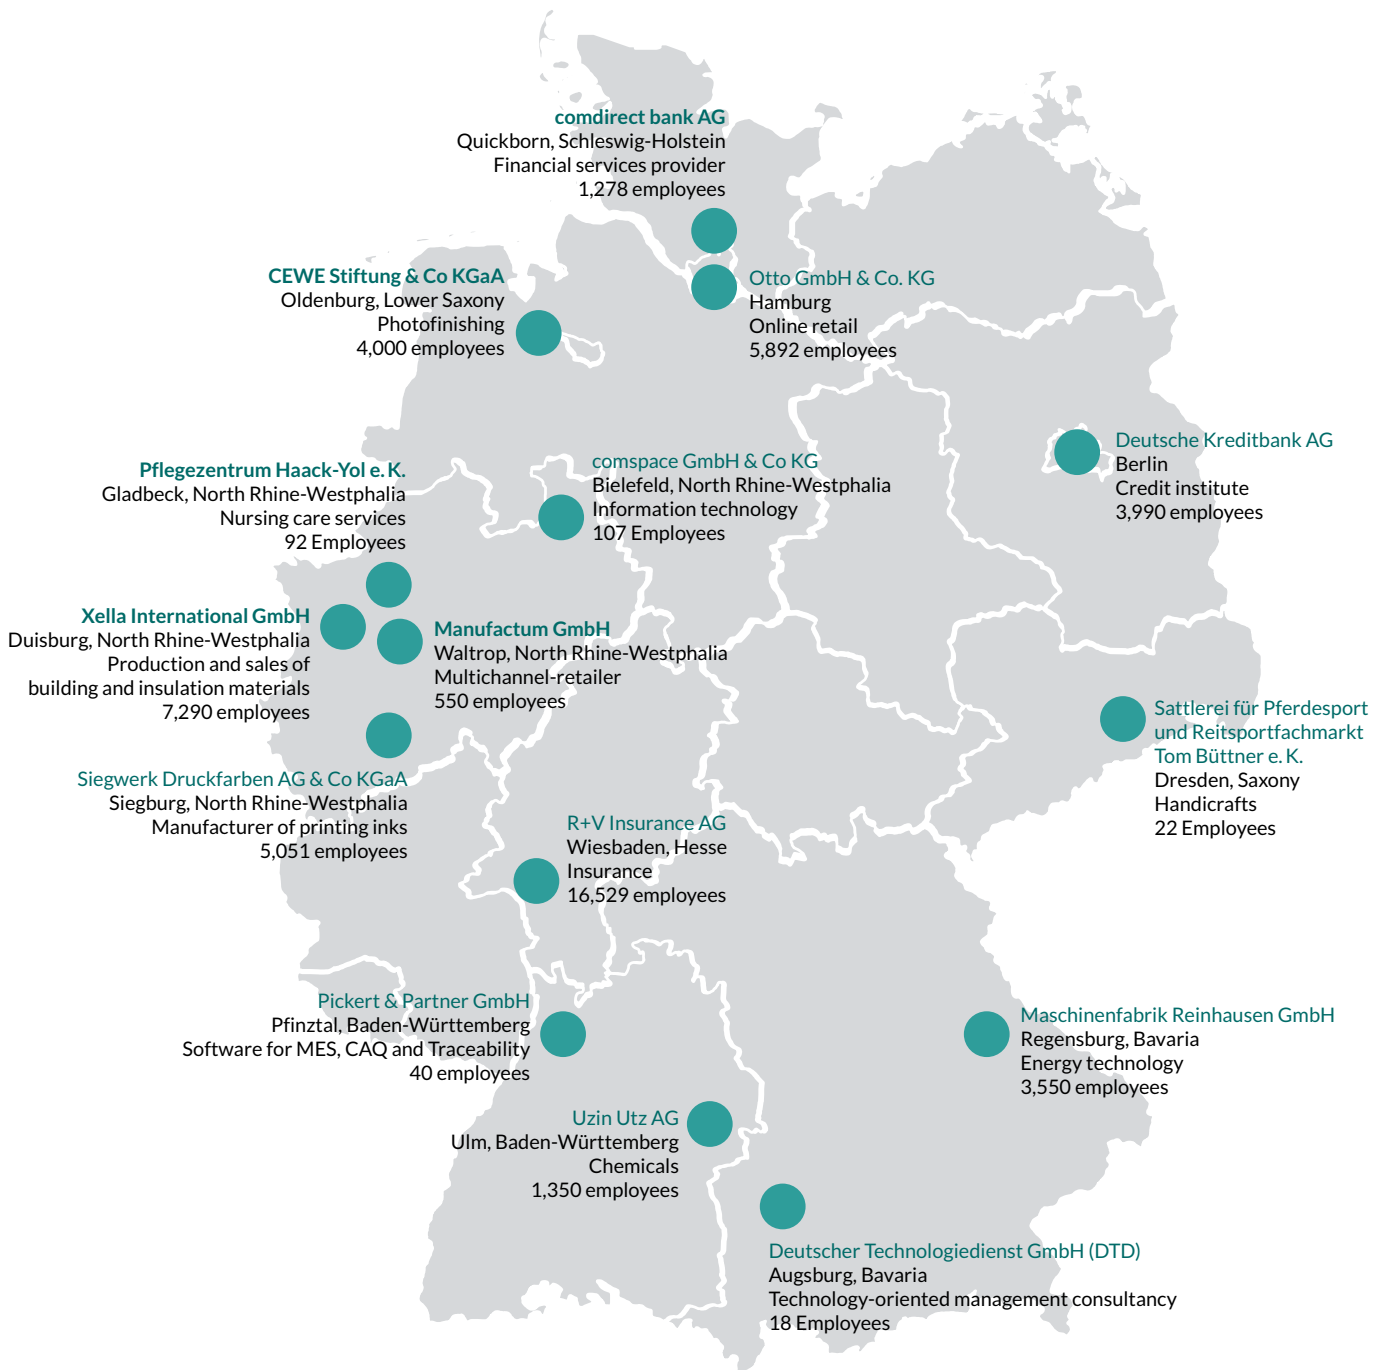 comdirect bank AG
Quickborn, Schleswig-Holstein
Financial services provider
1,278 employees
CEWE Stiftung & Co KGaA
Oldenburg, Lower Saxony
Photofinishing
4,000 employees
Otto GmbH & Co. KG
Hamburg
Online retail
5,892 employees
Deutsche Kreditbank AG
Berlin
Credit institute
3,990 employees
Pflegezentrum Haack-Yol e. K.
Gladbeck, North Rhine-Westphalia
Nursing care services
92 Employees
comspace GmbH & Co KG
Bielefeld, North Rhine-Westphalia
Information technology
107 Employees
Xella International GmbH
Duisburg, North Rhine-Westphalia
Production and sales of
building and insulation materials
7,290 employees
Manufactum GmbH
Waltrop, North Rhine-Westphalia
Multichannel-retailer
550 employees
Sattlerei für Pferdesport
und Reitsportfachmarkt
Tom Büttner e. K.
Dresden, Saxony
Handicrafts
22 Employees
Siegwerk Druckfarben AG & Co KGaA
Siegburg, North Rhine-Westphalia
Manufacturer of printing inks
5,051 employees
R+V Insurance AG
Wiesbaden, Hesse
Insurance
16,529 employees
Pickert & Partner GmbH
Pfinztal, Baden-Württemberg
Software for MES, CAQ and Traceability
40 employees
Maschinenfabrik Reinhausen GmbH
Regensburg, Bavaria
Energy technology
3,550 employees
Uzin Utz AG
Ulm, Baden-Württemberg
Chemicals
1,350 employees
Deutscher Technologiedienst GmbH (DTD)
Augsburg, Bavaria
Technology-oriented management consultancy
18 Employees